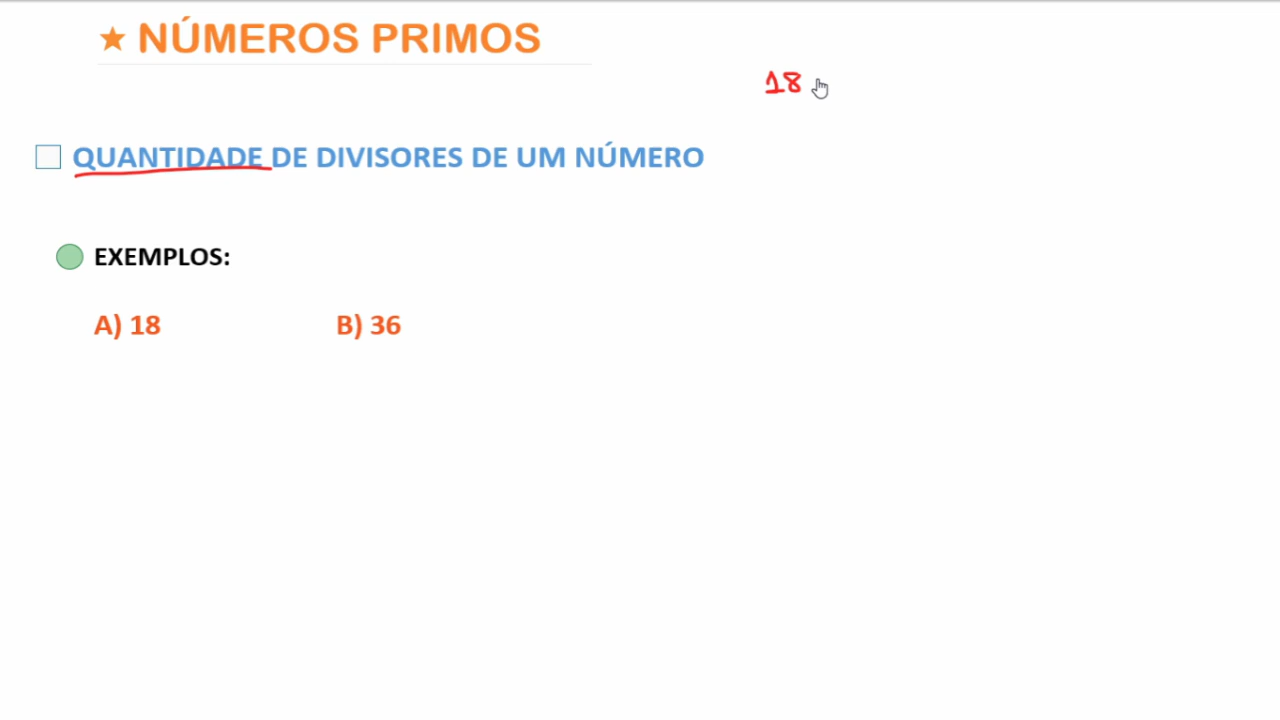 NÚMEROS PRIMOS
18
QUANTIDADE DE DIVISORES DE UM NÚMERO
EXEMPLOS:
A) 18 B) 36